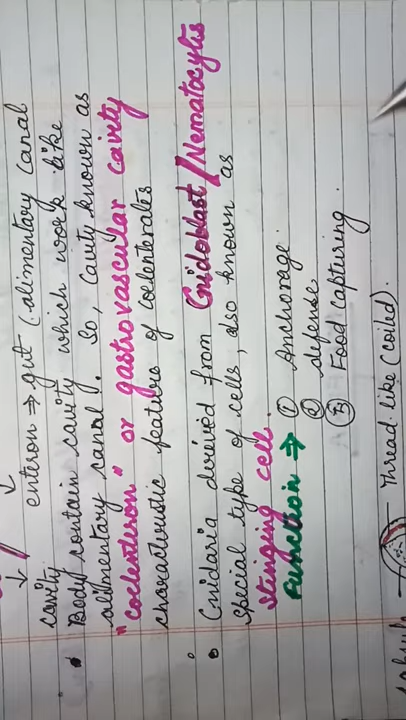 enteron → gut (alimentary canal
cavity.
Body contain cavity which work like
alimentary canal. So, cavity known as
"coelenteron" or gastrovascular cavity
characteristic feature of coelenterates
Cnidaria derived from Cnidoblast/Nematocytes
special type of cells, also known as
stinging cell.
Function ⇒ ① Anchorage.
② defense.
③ Food capturing.
Thread like (coiled).